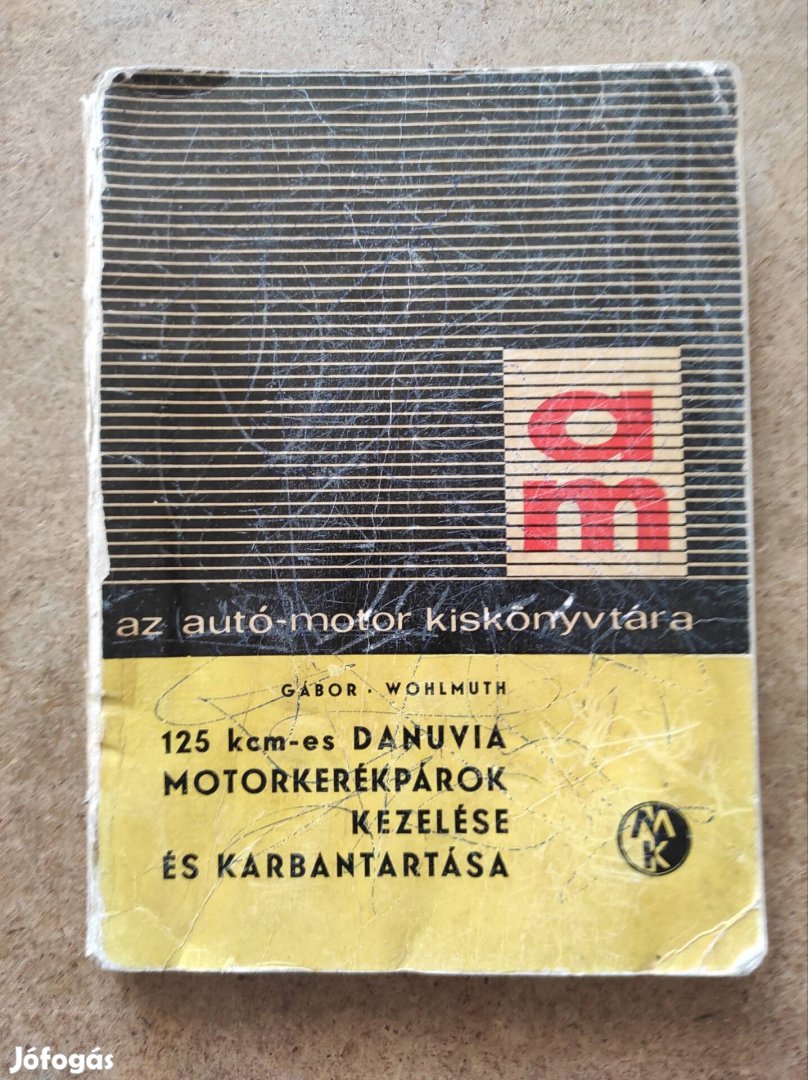 am
az autó-motor kiskönyvtára
GÁBOR · WOHLMUTH
125 kcm-es DANUVIA
MOTORKERÉKPÁROK
KEZELÉSE
ÉS KARBANTARTÁSA
MK
Jófogás